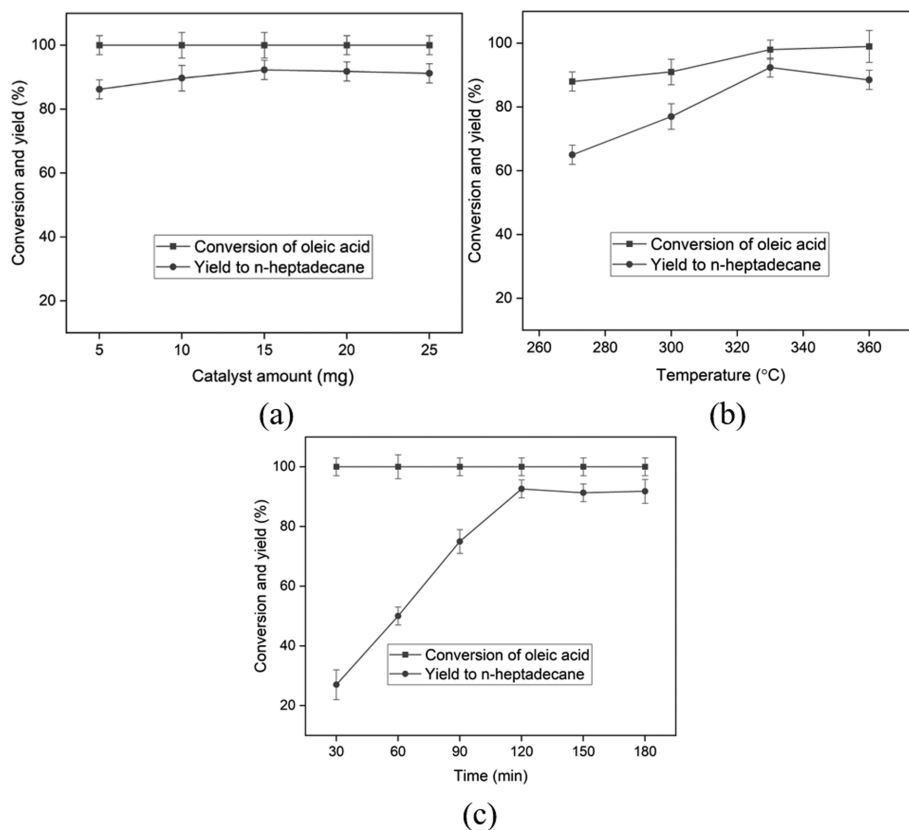 Conversion and yield (%)
100
80
60
40
20
Conversion of oleic acid
Yield to n-heptadecane
5 10 15 20 25
Catalyst amount (mg)
(a)
Conversion and yield (%)
100
80
60
40
20
Conversion of oleic acid
Yield to n-heptadecane
260 280 300 320 340 360
Temperature (°C)
(b)
Conversion and yield (%)
100
80
60
40
20
Conversion of oleic acid
Yield to n-heptadecane
30 60 90 120 150 180
Time (min)
(c)